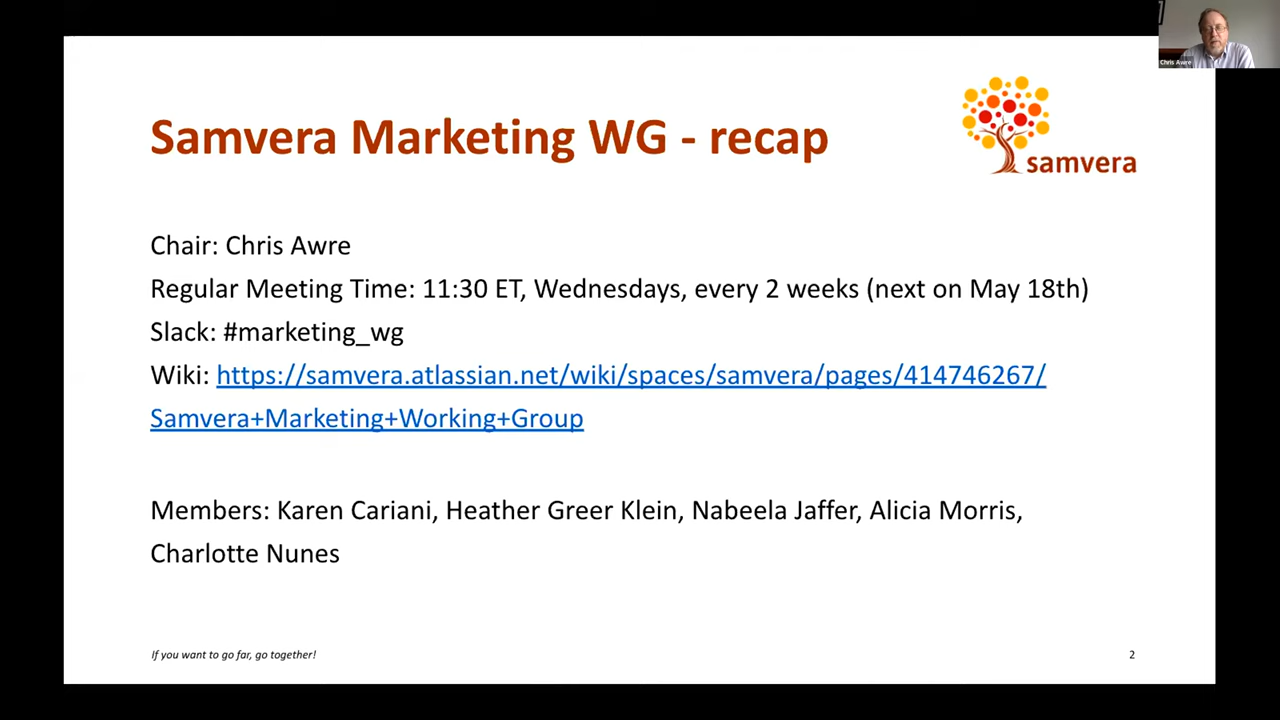 Chris Awre
Samvera Marketing WG - recap
samvera
Chair: Chris Awre
Regular Meeting Time: 11:30 ET, Wednesdays, every 2 weeks (next on May 18th)
Slack: #marketing_wg
Wiki: https://samvera.atlassian.net/wiki/spaces/samvera/pages/414746267/
Samvera+Marketing+Working+Group
Members: Karen Cariani, Heather Greer Klein, Nabeela Jaffer, Alicia Morris,
Charlotte Nunes
If you want to go far, go together!
2